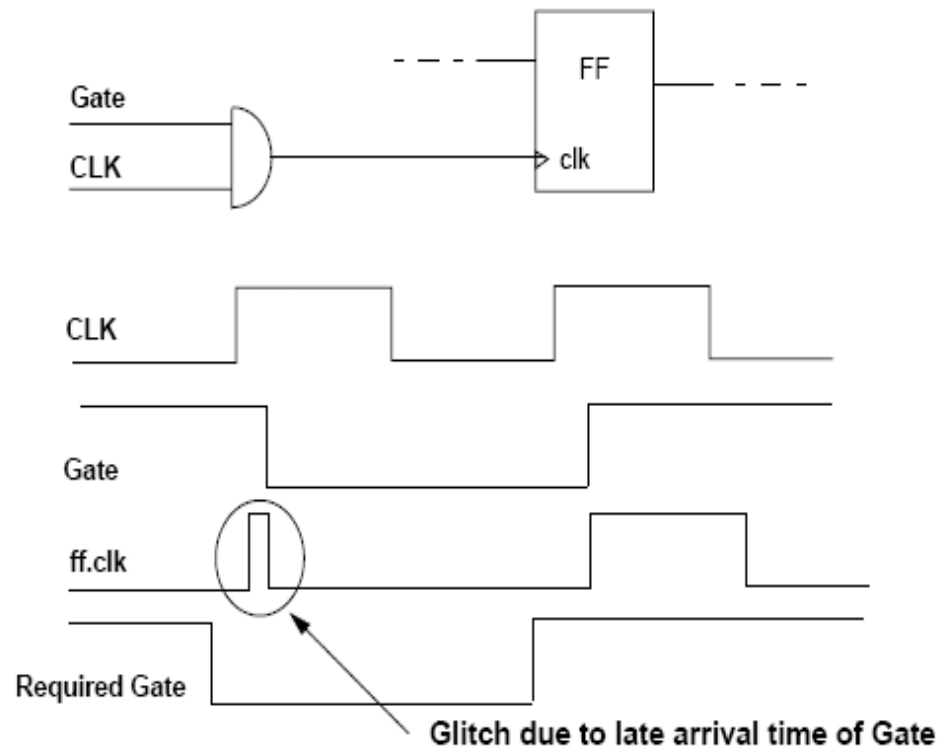 FF
Gate
CLK
clk
CLK
Gate
ff.clk
Required Gate
Glitch due to late arrival time of Gate